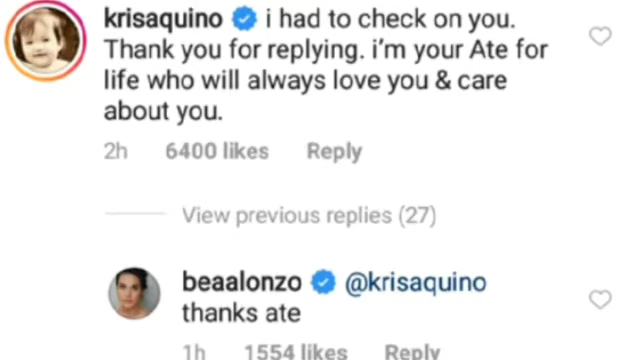 krisaquino i had to check on you.
Thank you for replying. i'm your Ate for
life who will always love you & care
about you.
2h 6400 likes Reply
View previous replies (27)
beaalonzo @krisaquino
thanks ate
1h 1554 likes Reply